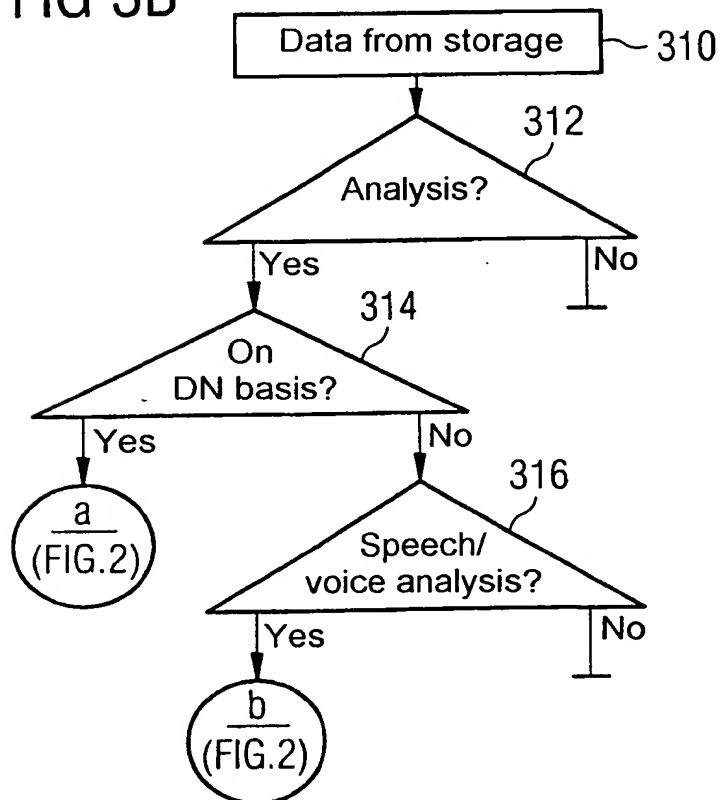 FIG 3B
Data from storage
310
312
Analysis?
Yes
No
314
On
DN basis?
Yes
No
316
a
(FIG.2)
Speech/
voice analysis?
Yes
No
b
(FIG.2)